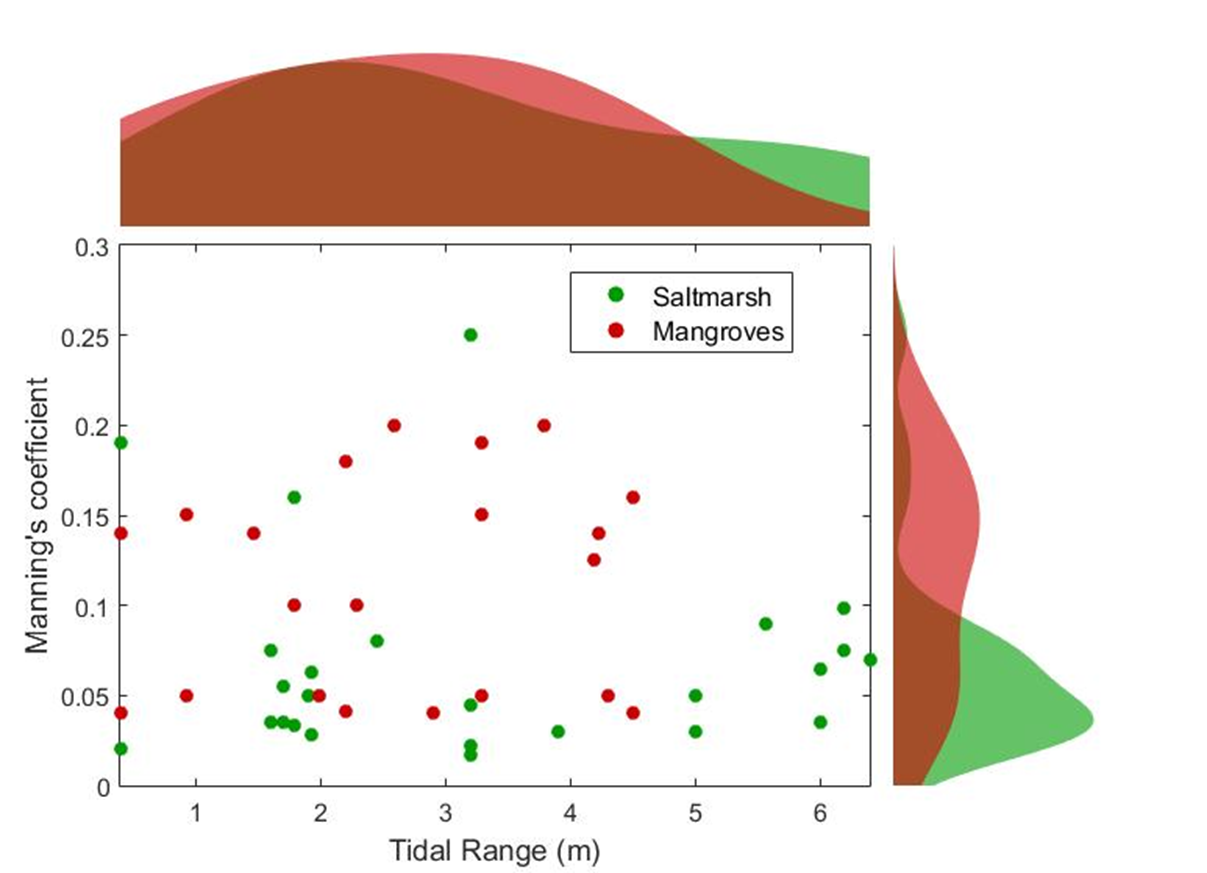 0.3
0.25
0.2
0.15
0.1
0.05
0
Manning's coefficient
Saltmarsh
Mangroves
1 2 3 4 5 6
Tidal Range (m)